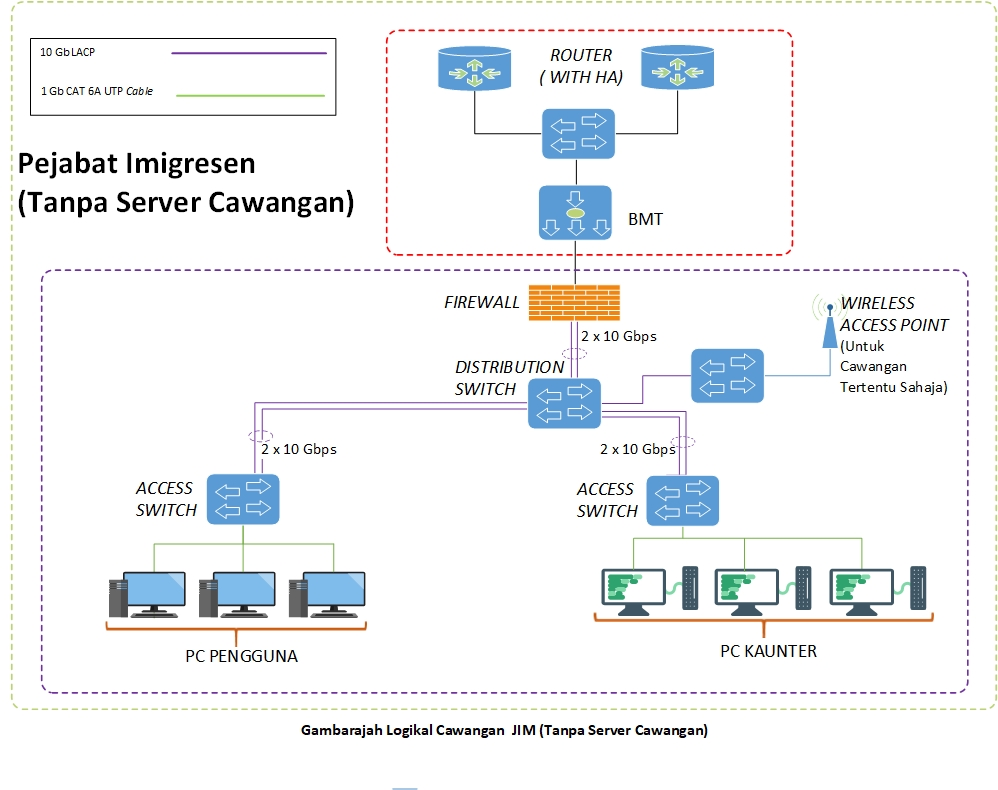 10 Gb LACP
1 Gb CAT 6A UTP Cable
Pejabat Imigresen
(Tanpa Server Cawangan)
ROUTER
( WITH HA)
BMT
FIREWALL
2 x 10 Gbps
WIRELESS
ACCESS POINT
(Untuk
Cawangan
Tertentu Sahaja)
DISTRIBUTION
SWITCH
2 x 10 Gbps
2 x 10 Gbps
ACCESS
SWITCH
ACCESS
SWITCH
PC PENGGUNA
PC KAUNTER
Gambarajah Logikal Cawangan JIM (Tanpa Server Cawangan)